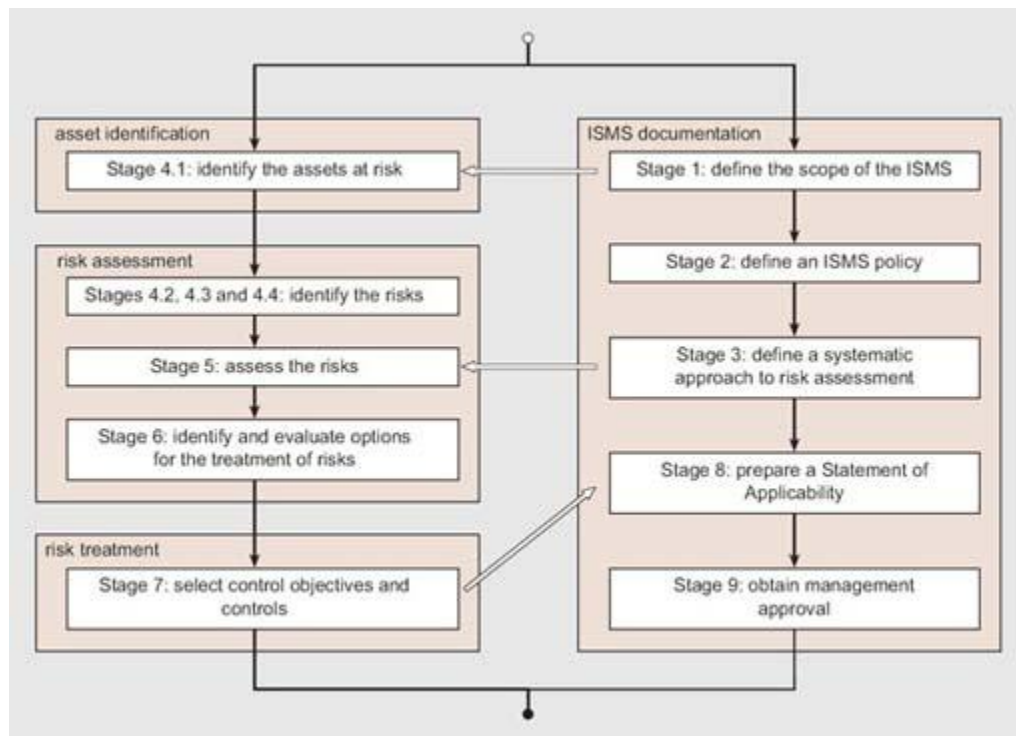 asset identification
Stage 4.1: identify the assets at risk
risk assessment
Stages 4.2, 4.3 and 4.4: identify the risks
Stage 5: assess the risks
Stage 6: identify and evaluate options
for the treatment of risks
risk treatment
Stage 7: select control objectives and
controls
ISMS documentation
Stage 1: define the scope of the ISMS
Stage 2: define an ISMS policy
Stage 3: define a systematic
approach to risk assessment
Stage 8: prepare a Statement of
Applicability
Stage 9: obtain management
approval